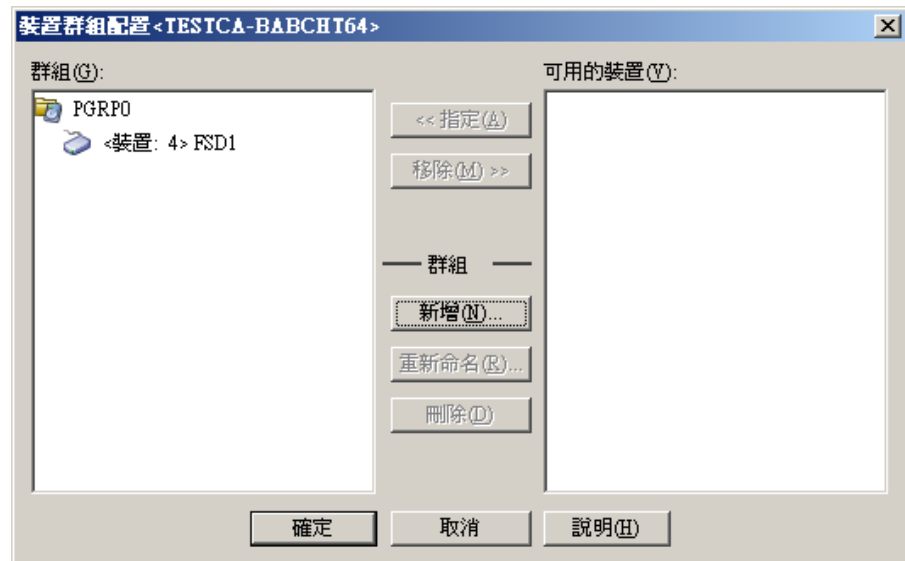 裝置群組配置<TESTCA-BABCHT64>
群組(G):
可用的裝置(V):
PGRP0
<裝置: 4> FSD1
<< 指定(A)
移除(M) >>
群組
新增(N)...
重新命名(R)...
刪除(D)
確定
取消
說明(H)